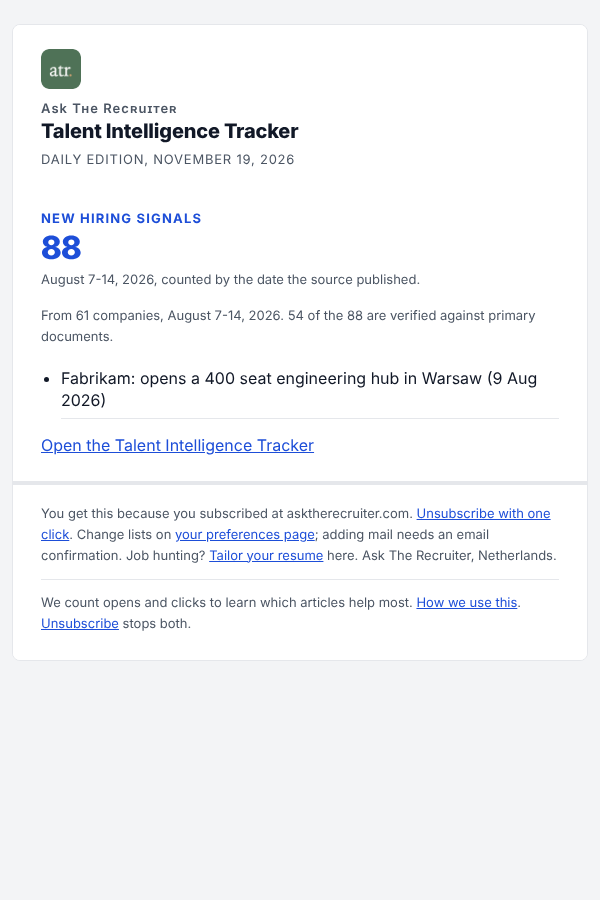 atr.
Ask The Recruiter
Talent Intelligence Tracker
DAILY EDITION, NOVEMBER 19, 2026
NEW HIRING SIGNALS
88
August 7-14, 2026, counted by the date the source published.
From 61 companies, August 7-14, 2026. 54 of the 88 are verified against primary
documents.
• Fabrikam: opens a 400 seat engineering hub in Warsaw (9 Aug
2026)
Open the Talent Intelligence Tracker
You get this because you subscribed at asktherecruiter.com. Unsubscribe with one
click. Change lists on your preferences page; adding mail needs an email
confirmation. Job hunting? Tailor your resume here. Ask The Recruiter, Netherlands.
We count opens and clicks to learn which articles help most. How we use this.
Unsubscribe stops both.